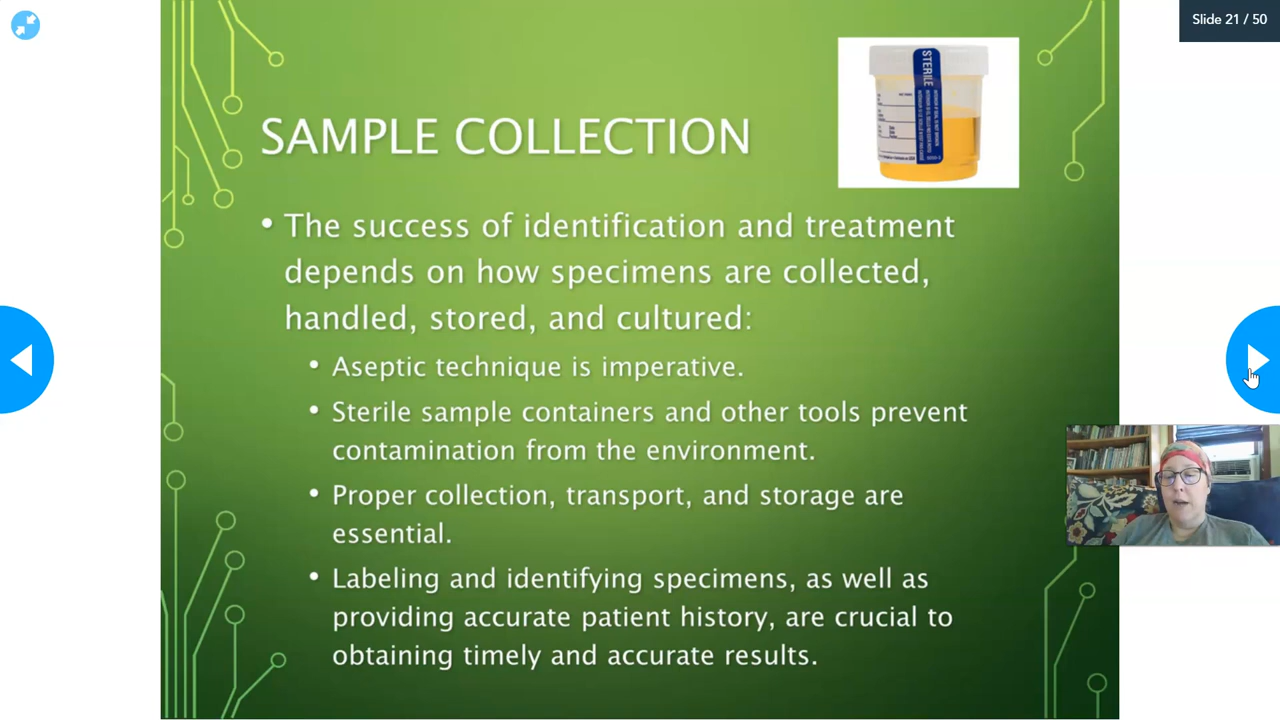 Slide 21 / 50
STERILE
SAMPLE COLLECTION
• The success of identification and treatment
depends on how specimens are collected,
handled, stored, and cultured:
• Aseptic technique is imperative.
• Sterile sample containers and other tools prevent
contamination from the environment.
• Proper collection, transport, and storage are
essential.
• Labeling and identifying specimens, as well as
providing accurate patient history, are crucial to
obtaining timely and accurate results.